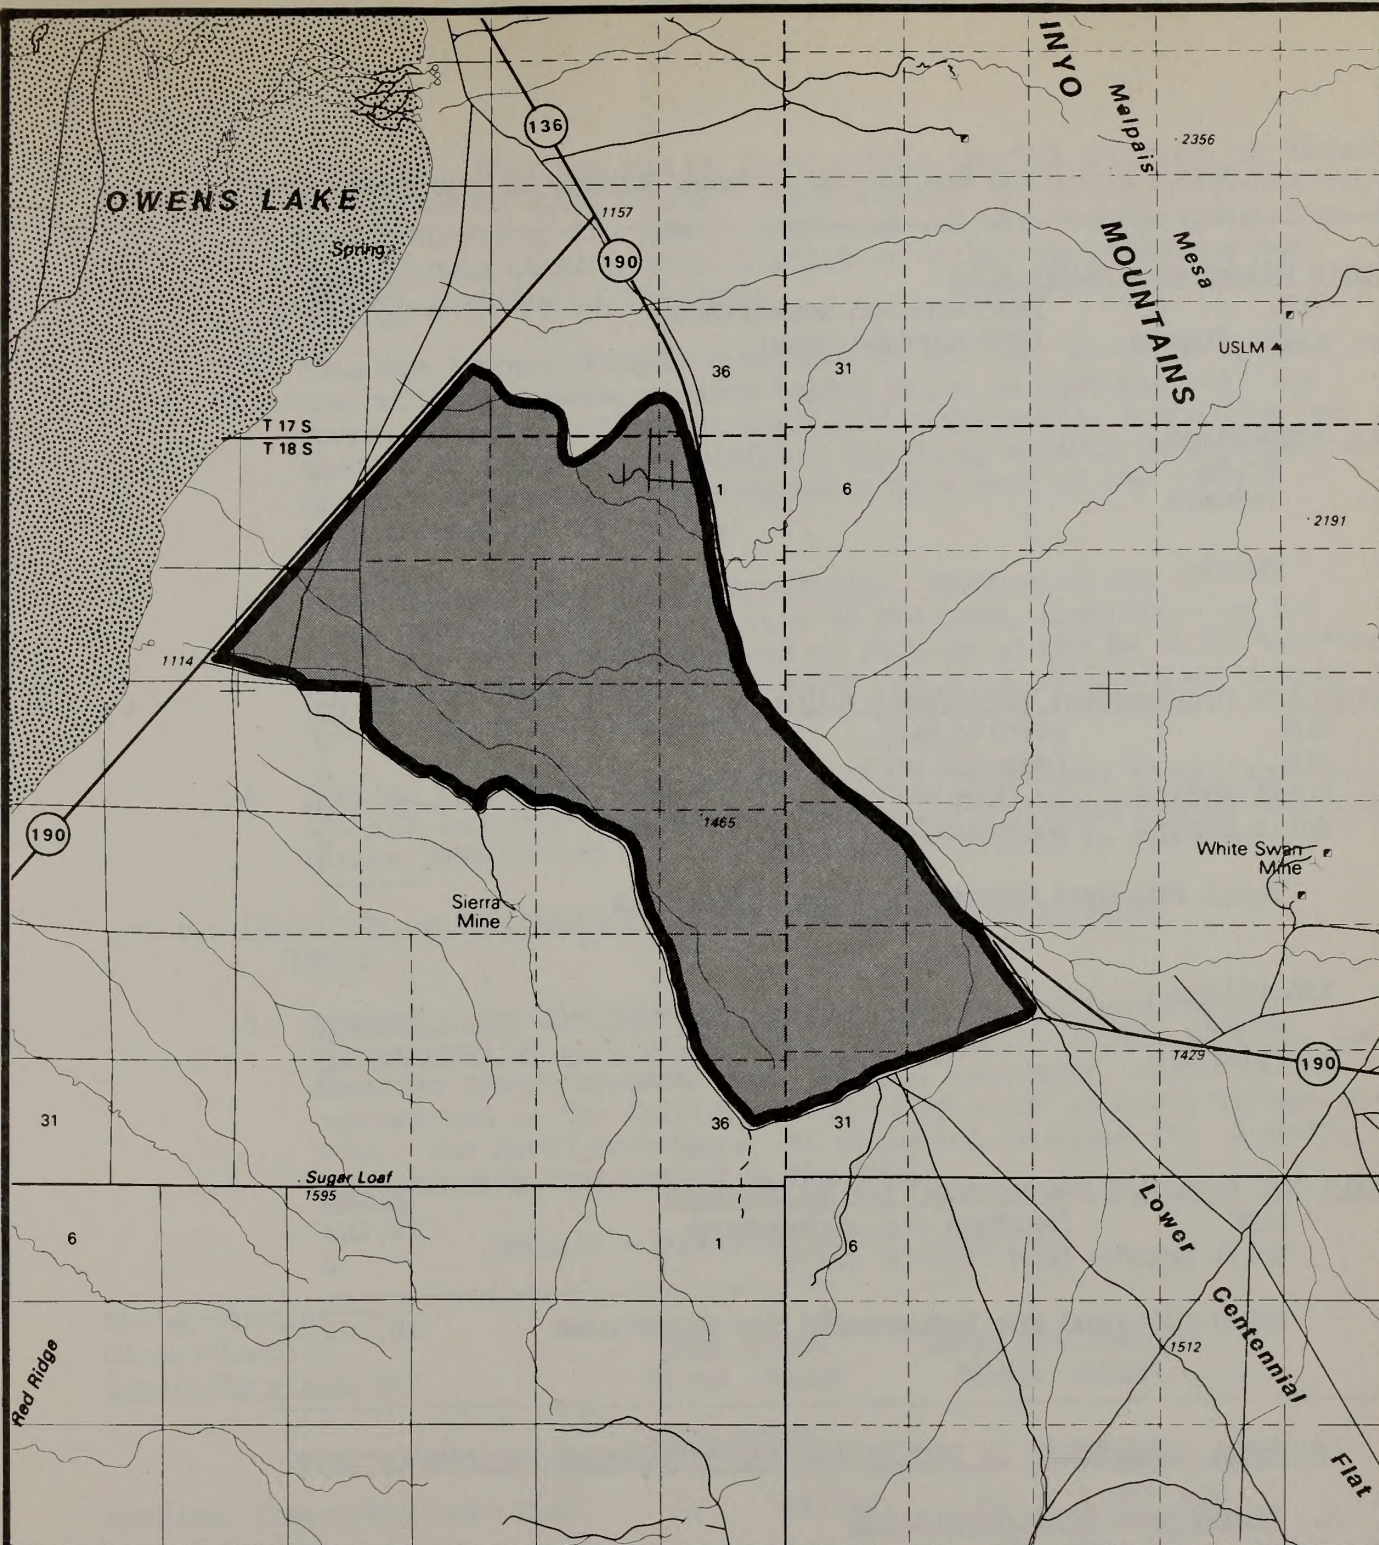 INYO
Malpais
136
2356
OWENS LAKE
1157
Spring
190
MOUNTAINS
Mesa
USLM
36
31
T 17 S
T 18 S
1
6
2191
1114
1465
190
White Swan
Mine
Sierra
Mine
1429
190
31
36
31
Sugar Loaf
1595
Lower
6
1
6
Centennial
1512
Red Ridge
Flat